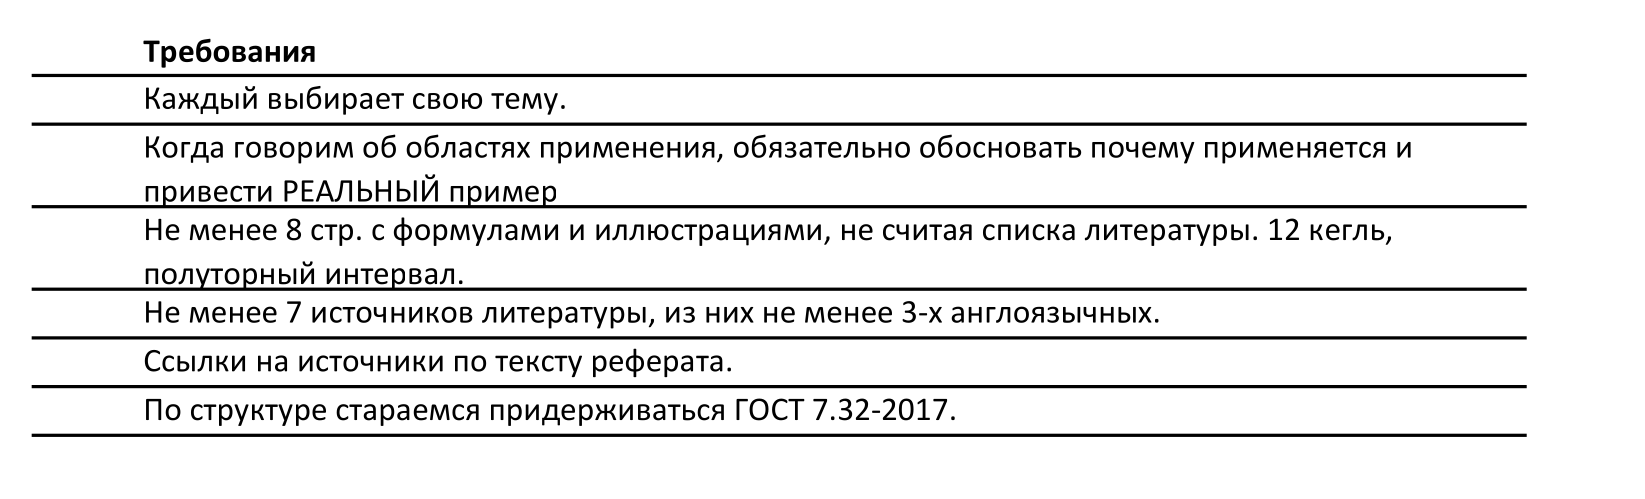 Требования
Каждый выбирает свою тему.
Когда говорим об областях применения, обязательно обосновать почему применяется и
привести РЕАЛЬНЫЙ пример
Не менее 8 стр. с формулами и иллюстрациями, не считая списка литературы. 12 кегль,
полуторный интервал.
Не менее 7 источников литературы, из них не менее 3-х англоязычных.
Ссылки на источники по тексту реферата.
По структуре стараемся придерживаться ГОСТ 7.32-2017.